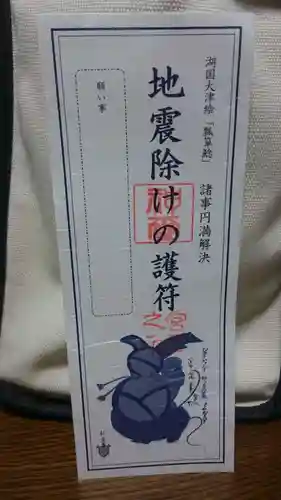 湖国大津絵「瓢箪鯰」 諸事円満解決
地震除けの護符
願い事